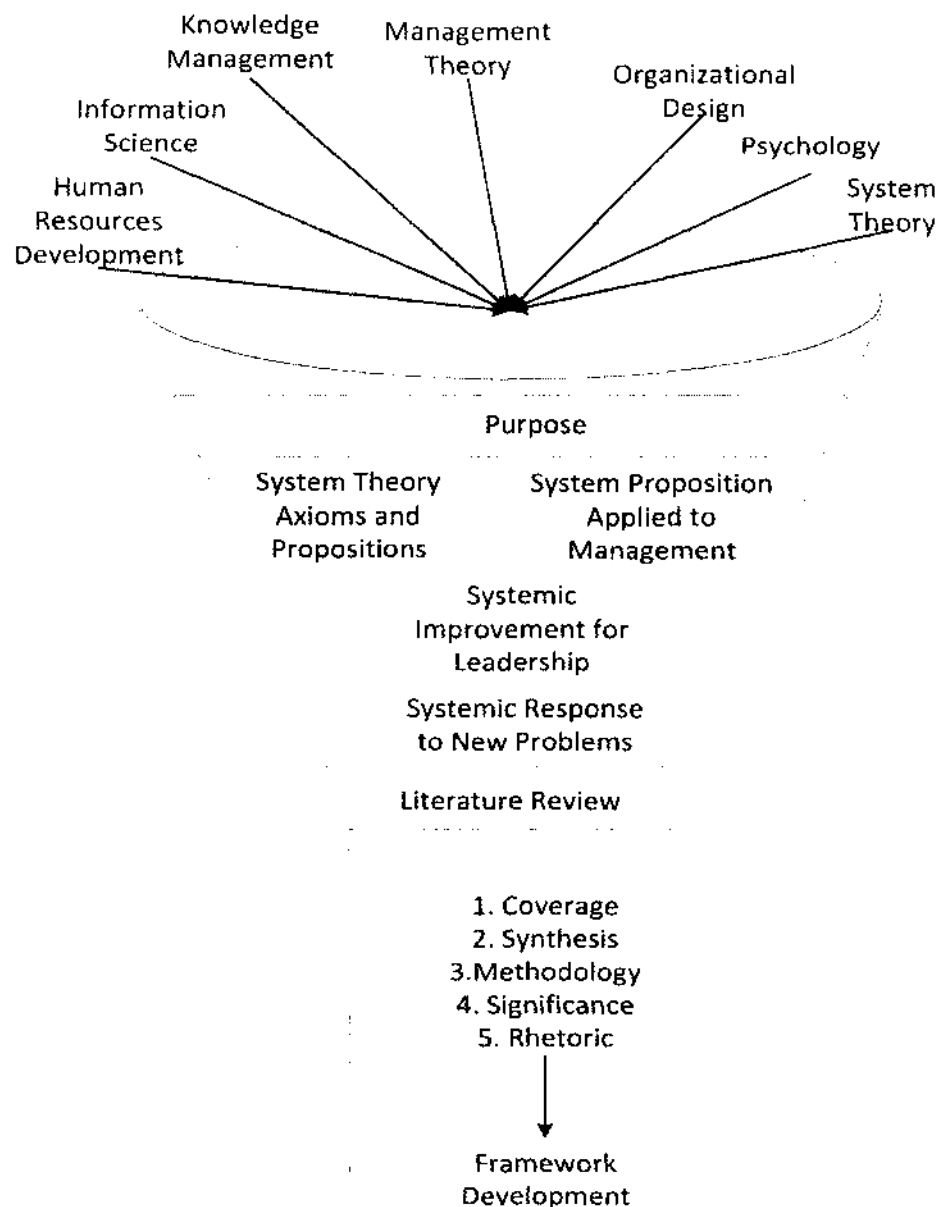 Knowledge
Management
Management
Theory
Organizational
Design
Information
Science
Psychology
Human
Resources
Development
System
Theory
Purpose
System Theory
Axioms and
Propositions
System Proposition
Applied to
Management
Systemic
Improvement for
Leadership
Systemic Response
to New Problems
Literature Review
1. Coverage
2. Synthesis
3.Methodology
4. Significance
5. Rhetoric
Framework
Development